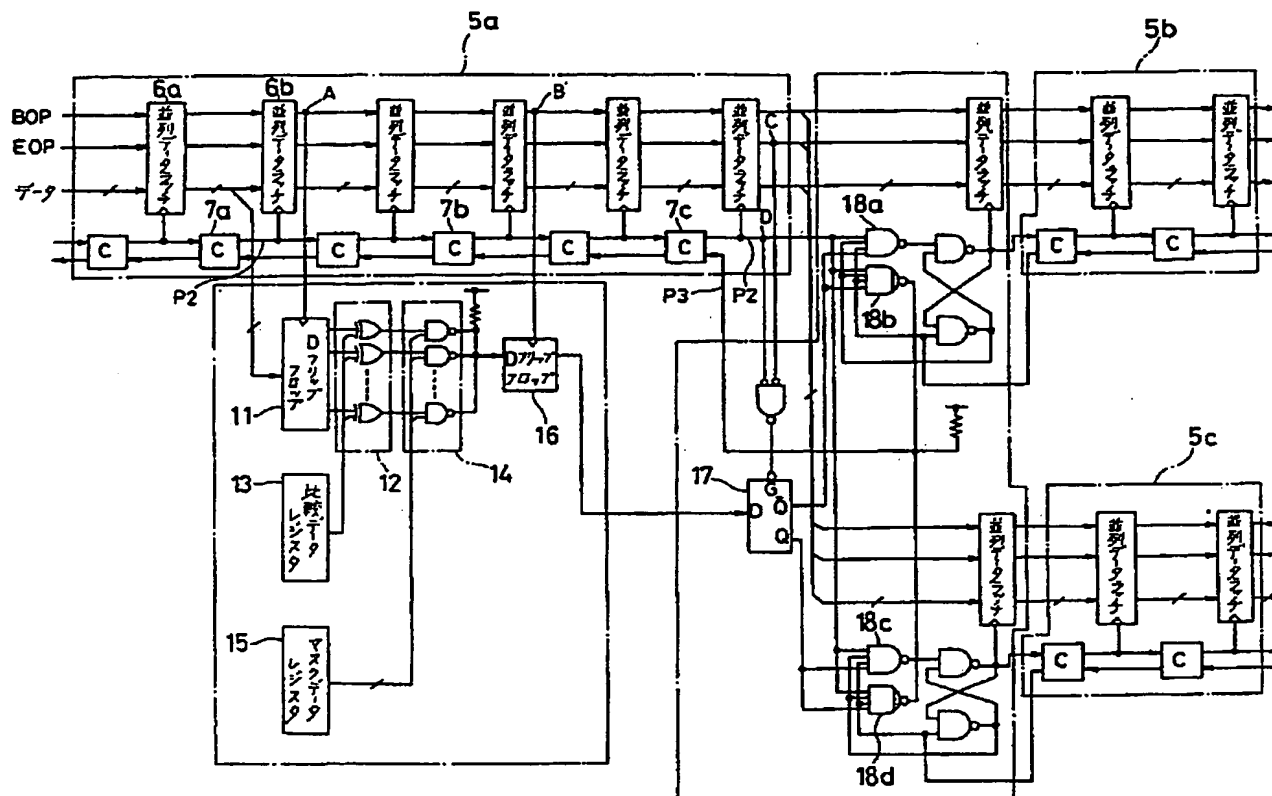 5a
5b
BOP
EOP
データ
6a
6b
A
B
C
D
並列データラッチ
並列データラッチ
並列データラッチ
並列データラッチ
並列データラッチ
並列データラッチ
並列データラッチ
並列データラッチ
並列データラッチ
7a
7b
7c
C
C
C
C
C
C
C
C
P2
P3
P2
18a
18b
11
Dフリップフロップ
12
14
Dフリップフロップ
16
13
比較データレジスタ
15
マスクデータレジスタ
17
D
G
Q̄
Q
5c
並列データラッチ
並列データラッチ
並列データラッチ
18c
18d
C
C